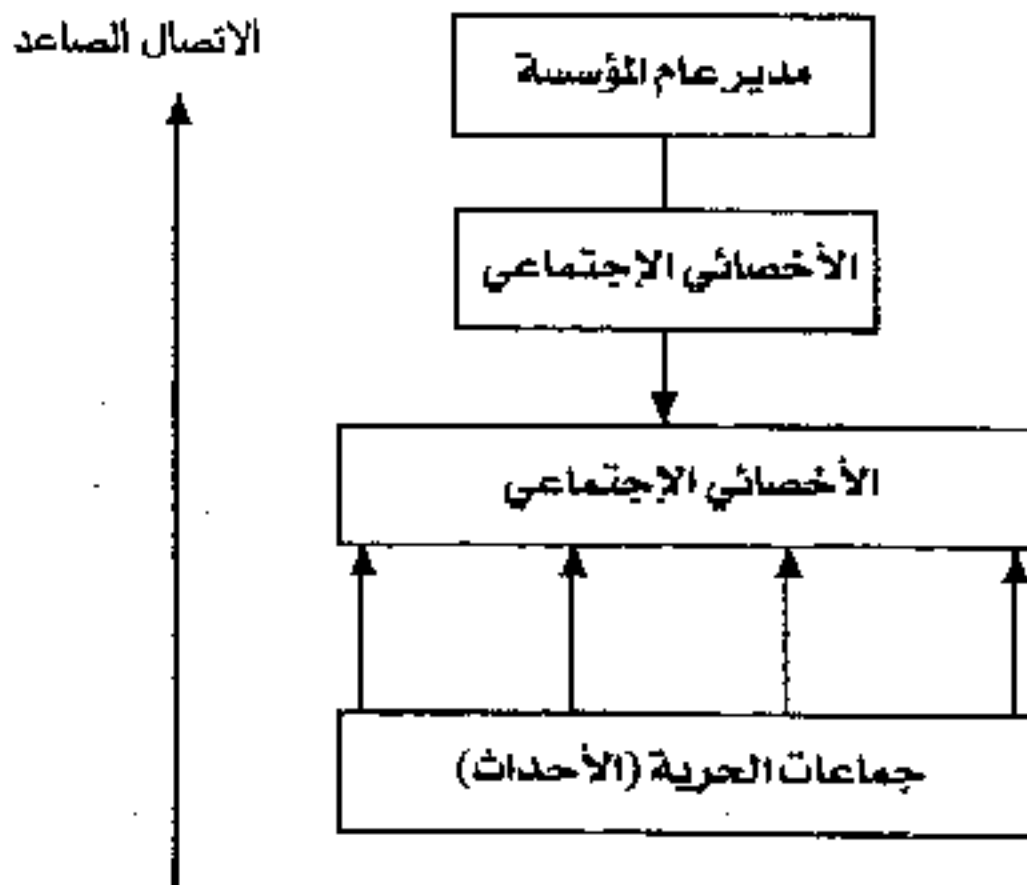 الاتصال الصاعد
مدير عام المؤسسة
الأخصائي الإجتماعي
الأخصائي الإجتماعي
جماعات الحرية (الأحداث)